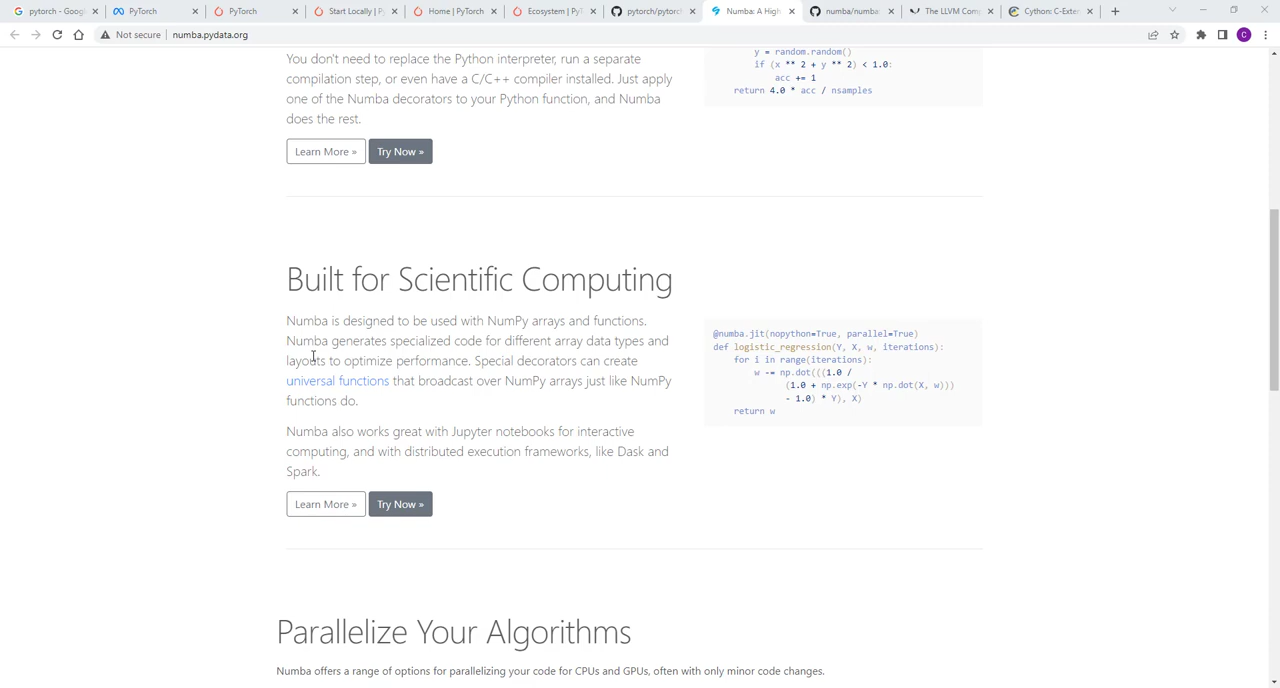 pytorch - Googl
PyTorch
PyTorch
Start Locally | Py
Home | PyTorch
Ecosystem | PyT
pytorch/pytorch
Numba: A High
numba/numba
The LLVM Comp
Cython: C-Exten
Not secure
numba.pydata.org
C
You don't need to replace the Python interpreter, run a separate
compilation step, or even have a C/C++ compiler installed. Just apply
one of the Numba decorators to your Python function, and Numba
does the rest.
Learn More »
Try Now »
y = random.random()
if (x ** 2 + y ** 2) < 1.0:
acc += 1
return 4.0 * acc / nsamples
Built for Scientific Computing
Numba is designed to be used with NumPy arrays and functions.
Numba generates specialized code for different array data types and
layouts to optimize performance. Special decorators can create
universal functions that broadcast over NumPy arrays just like NumPy
functions do.
Numba also works great with Jupyter notebooks for interactive
computing, and with distributed execution frameworks, like Dask and
Spark.
Learn More »
Try Now »
@numba.jit(nopython=True, parallel=True)
def logistic_regression(Y, X, w, iterations):
for i in range(iterations):
w -= np.dot(((1.0 /
(1.0 + np.exp(-Y * np.dot(X, w)))
- 1.0) * Y), X)
return w
Parallelize Your Algorithms
Numba offers a range of options for parallelizing your code for CPUs and GPUs, often with only minor code changes.